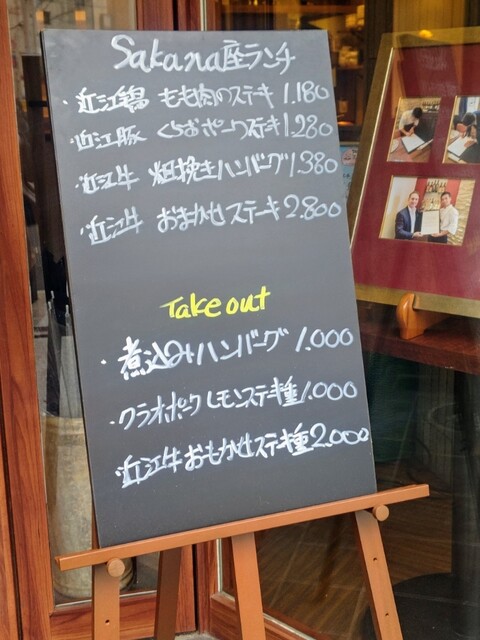 Sakana座ランチ
・近江鶏 もも肉のステーキ 1.180
・近江豚 くらおポークステーキ 1.280
・近江牛 粗挽きハンバーグ 1.380
・近江牛 おまかせステーキ 2.800
Take out
・煮込みハンバーグ 1.000
・クラオポークレモンステーキ重 1.000
・近江牛おもかせステーキ重 2.000